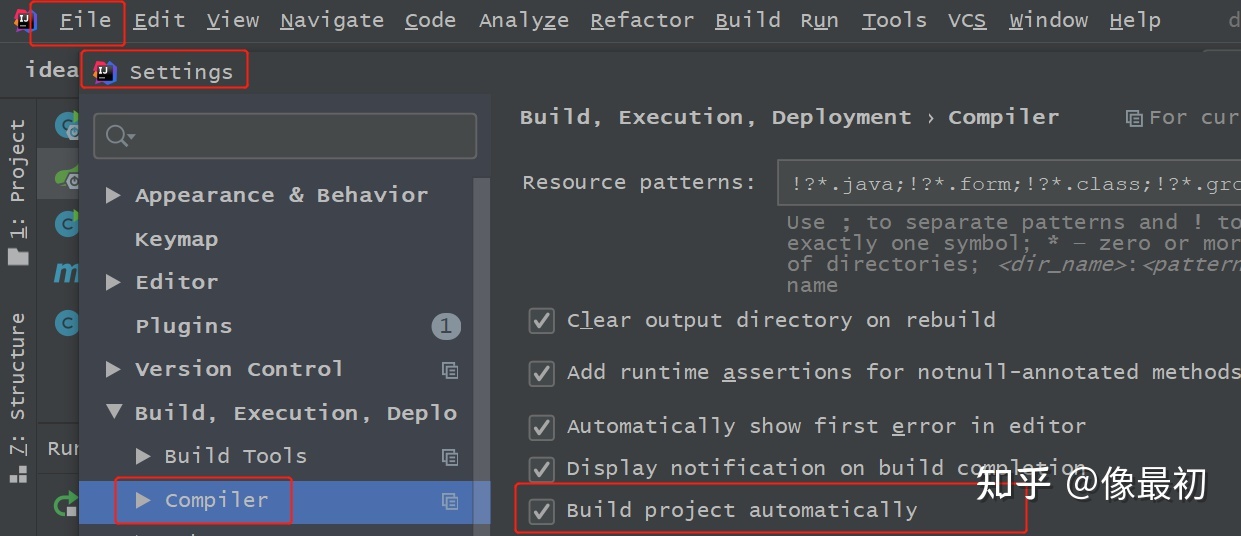 File Edit View Navigate Code Analyze Refactor Build Run Tools VCS Window Help
idea
Settings
Build, Execution, Deployment › Compiler
For cur
1: Project
Appearance & Behavior
Resource patterns: !?*.java;!?*.form;!?*.class;!?*.gro
Use ; to separate patterns and ! to
exactly one symbol; * — zero or mor
of directories; <dir_name>:<pattern
name
Keymap
Editor
Plugins 1
Version Control
Build, Execution, Deplo
Build Tools
Compiler
Clear output directory on rebuild
Add runtime assertions for notnull-annotated methods
Automatically show first error in editor
Display notification on build completion
Build project automatically
Z: Structure
Run
知乎 @像最初